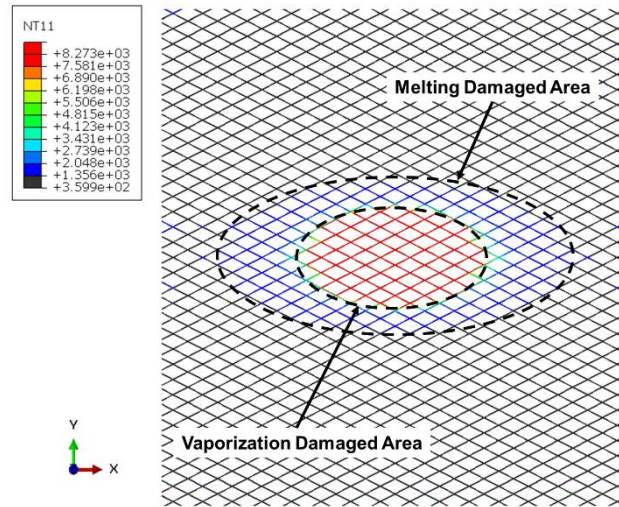 NT11
+8.273e+03
+7.581e+03
+6.890e+03
+6.198e+03
+5.506e+03
+4.815e+03
+4.123e+03
+3.431e+03
+2.739e+03
+2.048e+03
+1.356e+03
+3.599e+02
Melting Damaged Area
Vaporization Damaged Area
Y
X